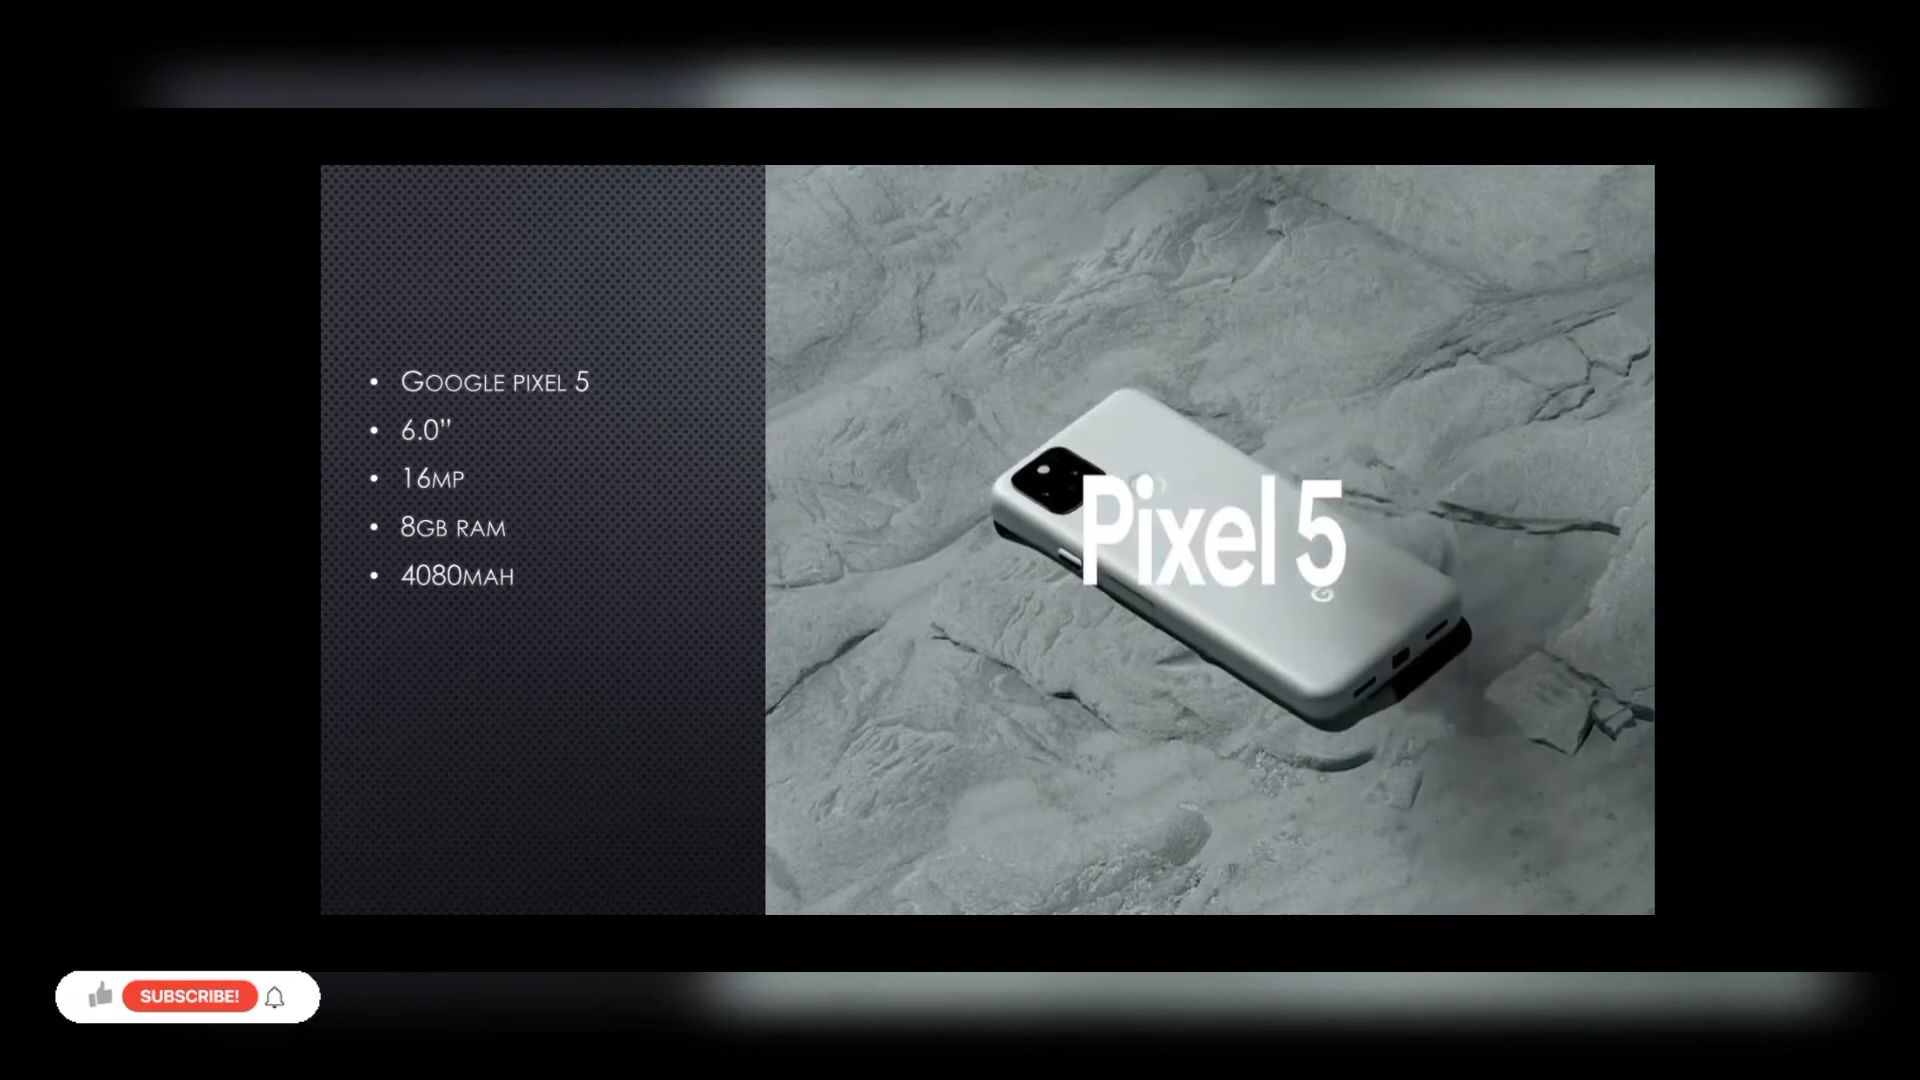 GOOGLE PIXEL 5
6.0”
16MP
8GB RAM
4080MAH
Pixel 5
SUBSCRIBE!